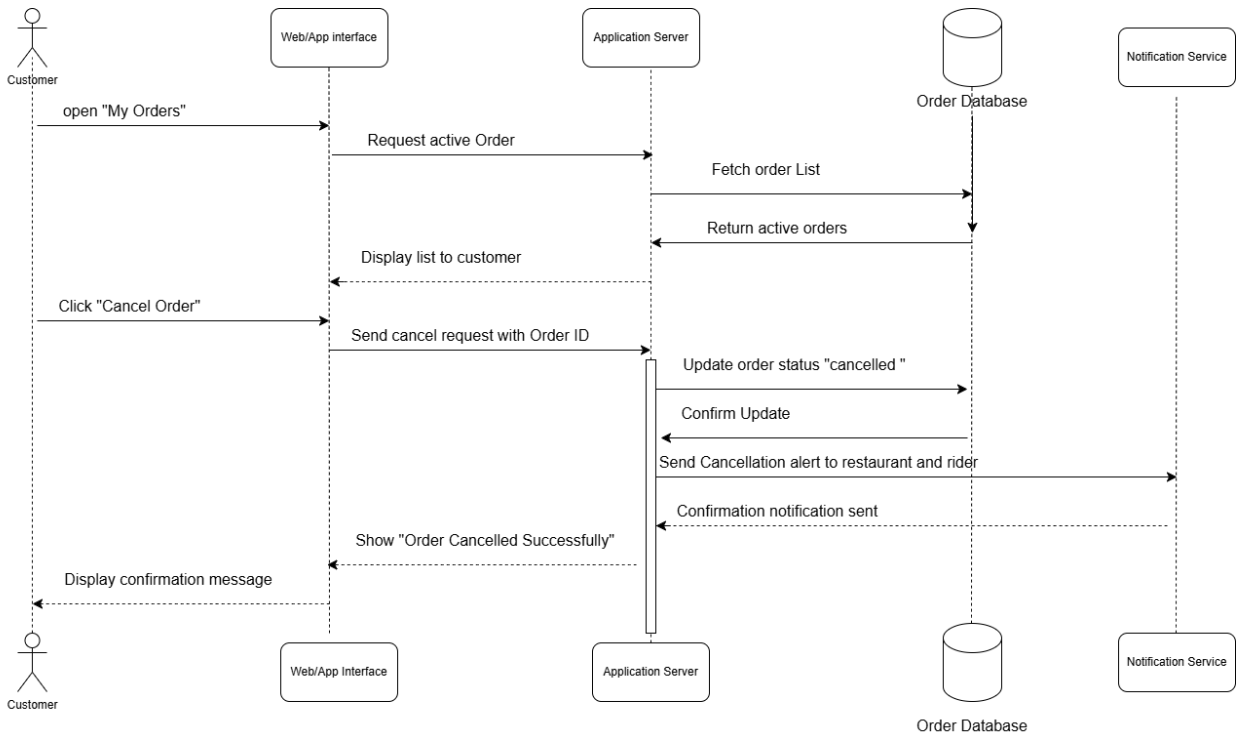 Web/App interface
Application Server
Notification Service
Customer
Order Database
open "My Orders"
Request active Order
Fetch order List
Return active orders
Display list to customer
Click "Cancel Order"
Send cancel request with Order ID
Update order status "cancelled "
Confirm Update
Send Cancellation alert to restaurant and rider
Confirmation notification sent
Show "Order Cancelled Successfully"
Display confirmation message
Web/App Interface
Application Server
Notification Service
Customer
Order Database